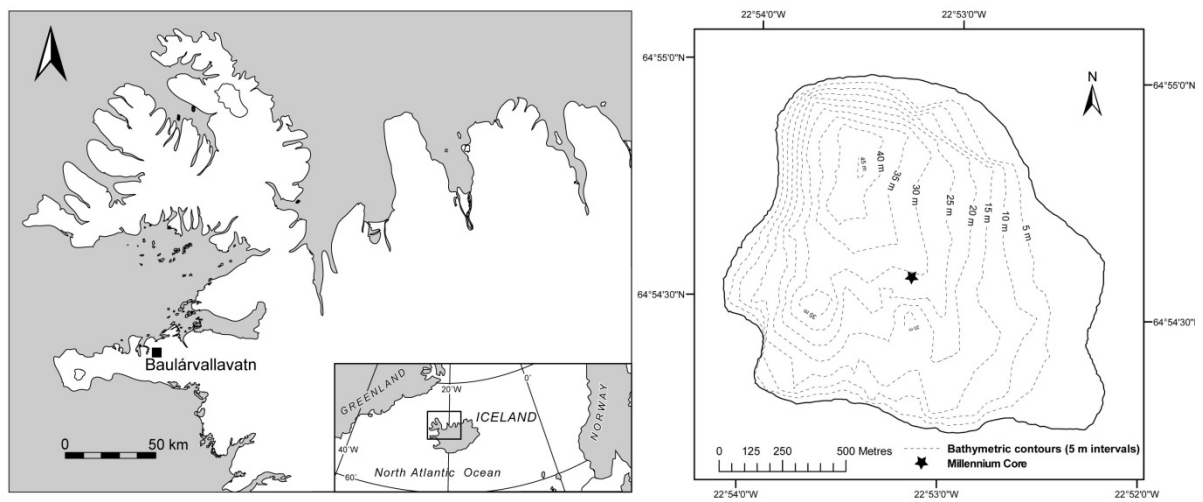 Baulárvallavatn
0 50 km
GREENLAND
20°W
0°
ICELAND
NORWAY
40°W
North Atlantic Ocean
60°
22°54'0"W 22°53'0"W
64°55'0"N
64°55'0"N
N
45 m
40 m
35 m
30 m
25 m
20 m
15 m
10 m
5 m
64°54'30"N
35 m
64°54'30"N
0 125 250 500 Metres
Bathymetric contours (5 m intervals)
Millennium Core
22°54'0"W 22°53'0"W 22°52'0"W